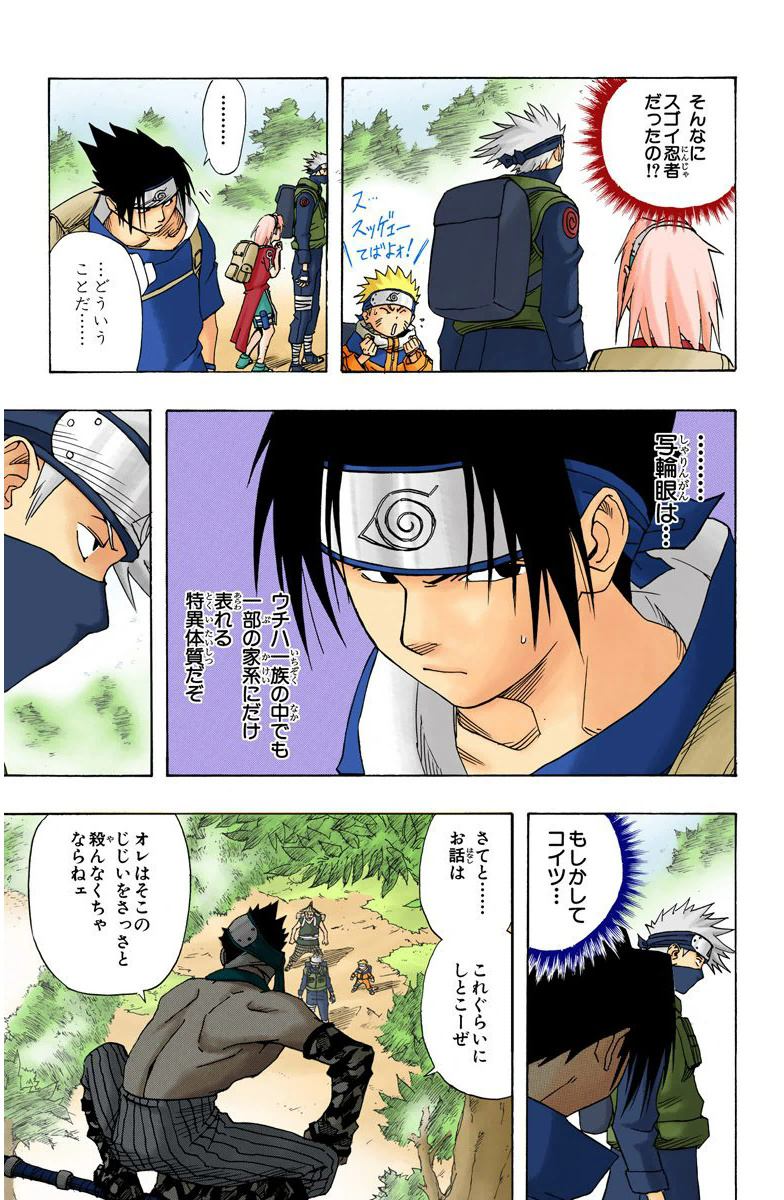 そんなに
スゴイ忍者
だったの!?
ス…
スッゲェー
てばよォ!
………
…どういう
ことだ……
…………
写輪眼は…
ウチハ一族の中でも
一部の家系にだけ
表れる
特異体質だぞ
もしかして
コイツ…
さてと……
お話は
これぐらいに
しとこーぜ
オレはそこの
じじいをさっさと
殺んなくちゃ
ならねェ